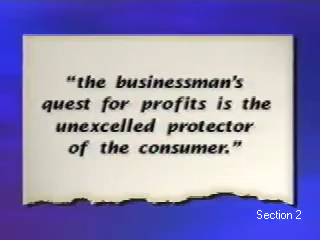 “the businessman’s
quest for profits is the
unexcelled protector
of the consumer.”
Section 2